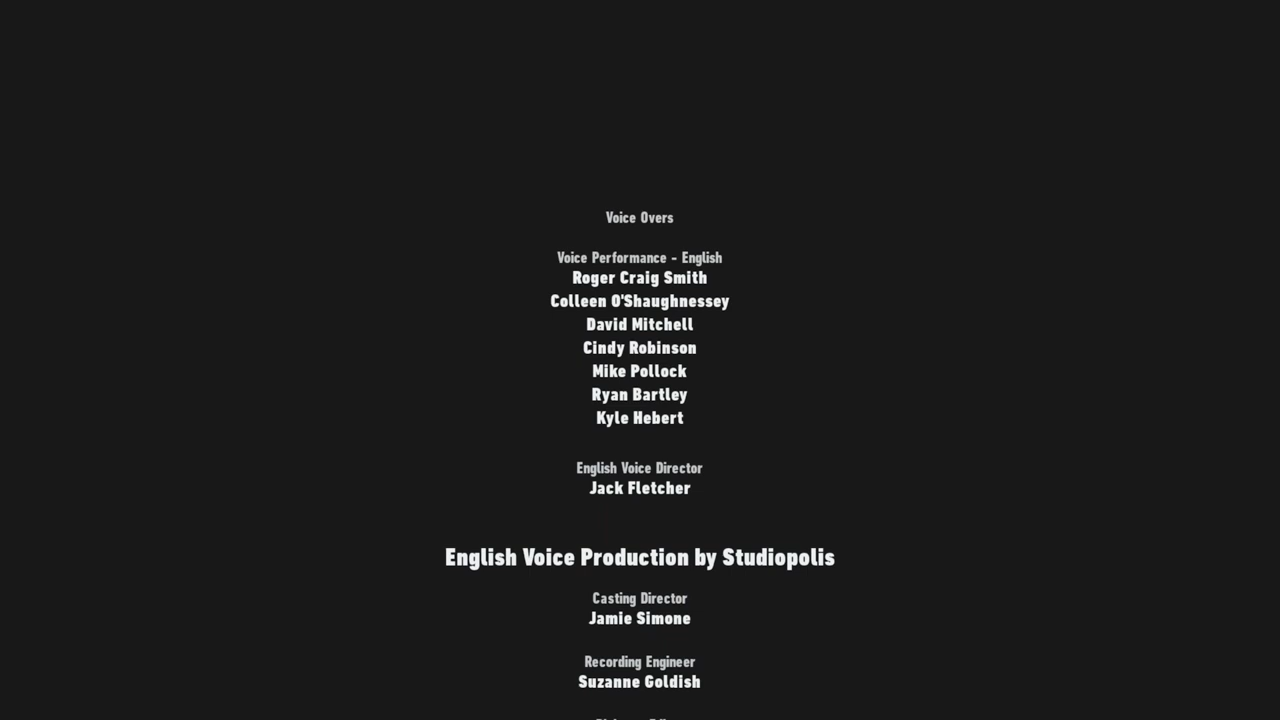 Voice Overs
Voice Performance - English
Roger Craig Smith
Colleen O'Shaughnessey
David Mitchell
Cindy Robinson
Mike Pollock
Ryan Bartley
Kyle Hebert
English Voice Director
Jack Fletcher
English Voice Production by Studiopolis
Casting Director
Jamie Simone
Recording Engineer
Suzanne Goldish